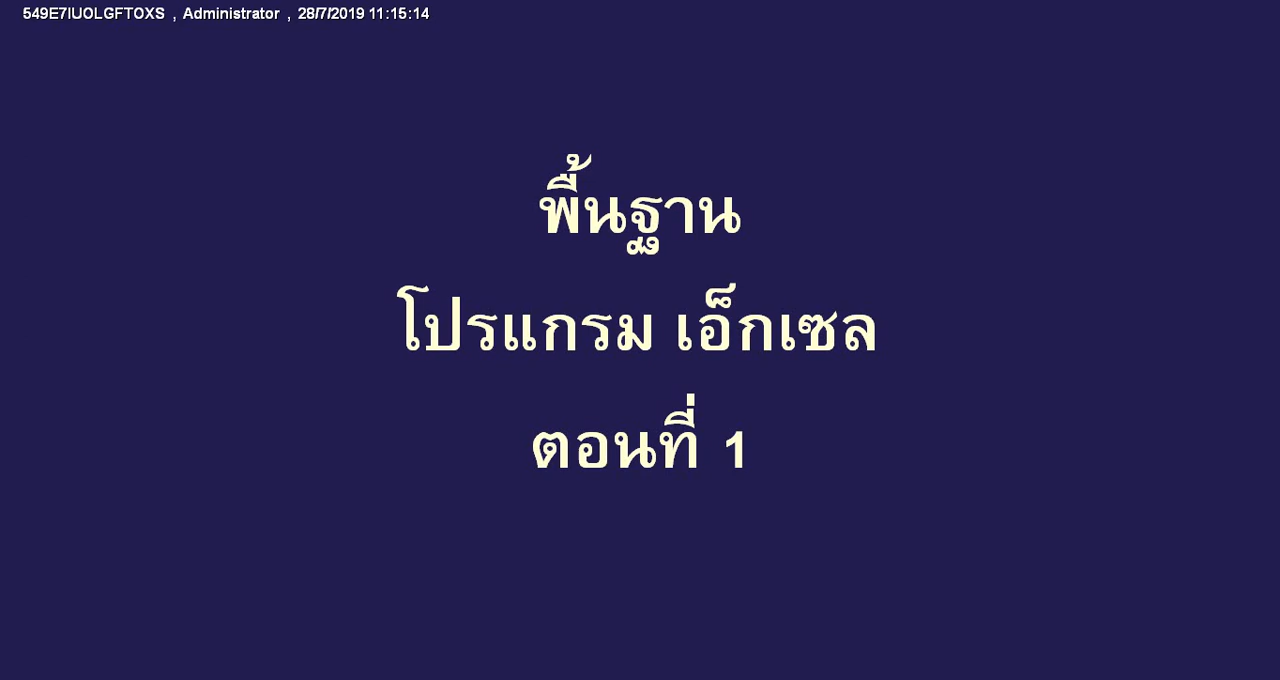 549E7IUOLGFTOXS , Administrator , 28/7/2019 11:15:14
พื้นฐาน
โปรแกรม เอ็กเซล
ตอนที่ 1